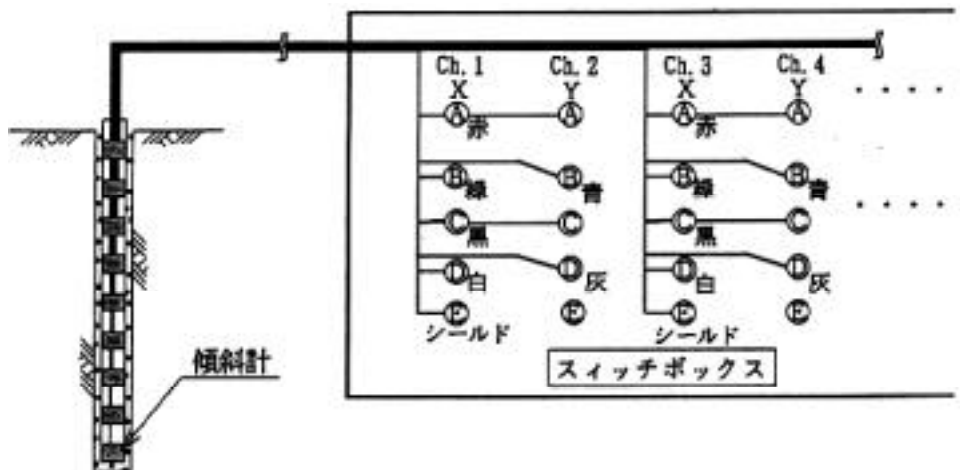 Ch.1 Ch.2 Ch.3 Ch.4
X Y X Y
A赤 A A赤 A
B緑 B青 B緑 B青
C黒 C C黒 C
D白 D灰 D白 D灰
E E E E
シールド シールド
スィッチボックス
傾斜計